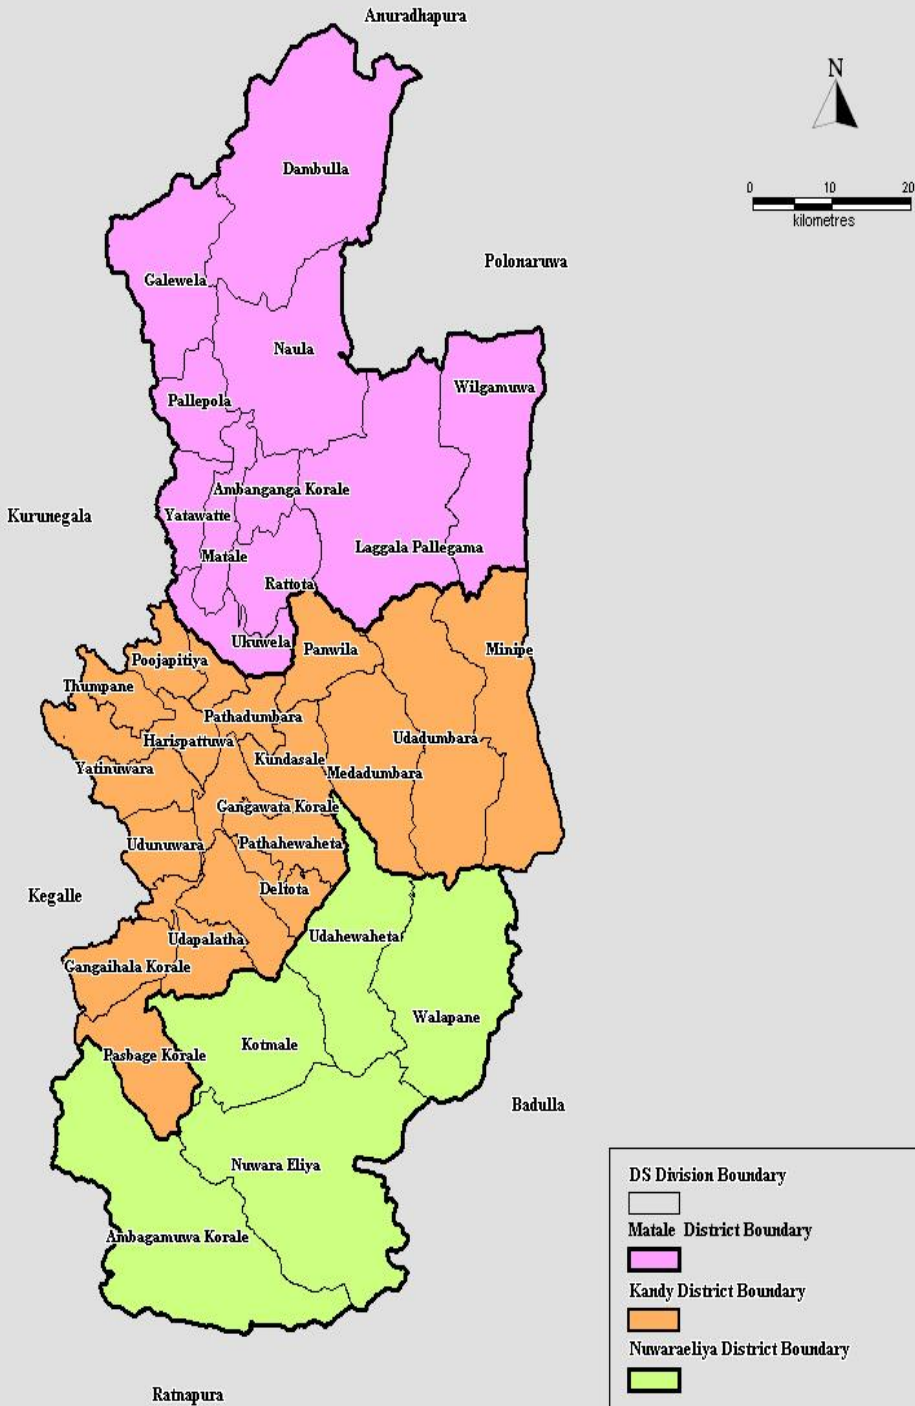 Anuradhapura
N
Dambulla
0 10 20
kilometres
Polonaruwa
Galewela
Naula
Wilgamuwa
Pallepola
Ambanganga Korale
Kurunegala
Yatawatte
Laggala Pallegama
Matale
Rattota
Ukuwela
Panwila
Minipe
Poojapitiya
Thumpane
Pathadumbara
Harispattuwa
Udadumbara
Kundasale
Yatinuwara
Medadumbara
Gangawata Korale
Udunuwara
Pathahewaheta
Deltota
Kegalle
Udapalatha
Udahewaheta
Gangaihala Korale
Walapane
Kotmale
Pasbage Korale
Badulla
Nuwara Eliya
Ambagamuwa Korale
DS Division Boundary
Matale District Boundary
Kandy District Boundary
Nuwaraeliya District Boundary
Ratnapura